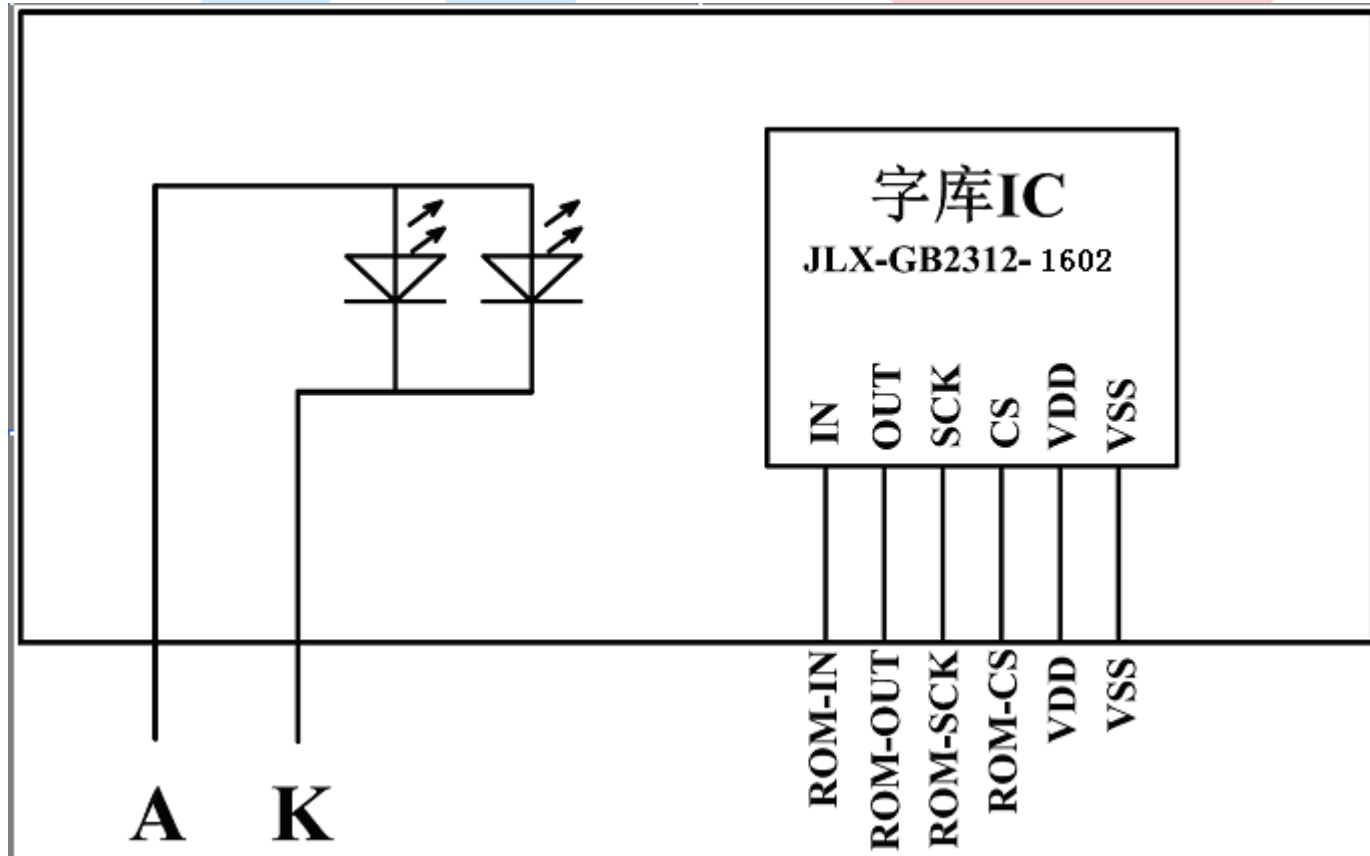 字库IC
JLX-GB2312-1602
IN
OUT
SCK
CS
VDD
VSS
ROM-IN
ROM-OUT
ROM-SCK
ROM-CS
VDD
VSS
A
K